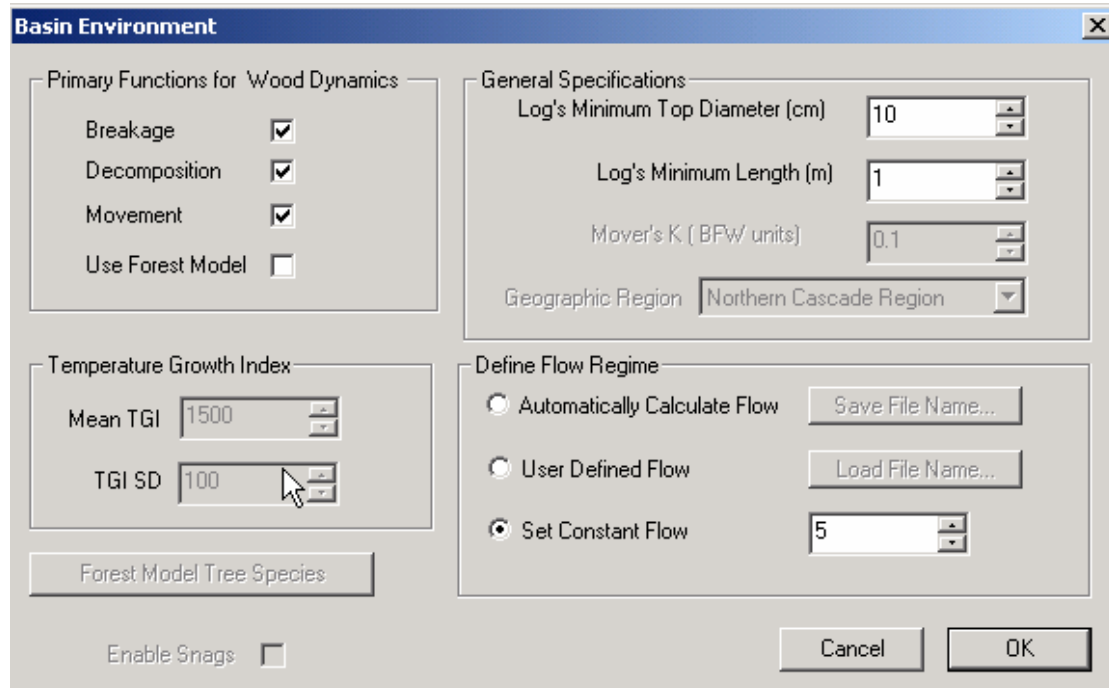 Basin Environment
Primary Functions for Wood Dynamics
Breakage
Decomposition
Movement
Use Forest Model
General Specifications
Log's Minimum Top Diameter (cm) 10
Log's Minimum Length (m) 1
Mover's K ( BFW units) 0.1
Geographic Region Northern Cascade Region
Temperature Growth Index
Mean TGI 1500
TGI SD 100
Define Flow Regime
Automatically Calculate Flow Save File Name...
User Defined Flow Load File Name...
Set Constant Flow 5
Forest Model Tree Species
Enable Snags
Cancel OK